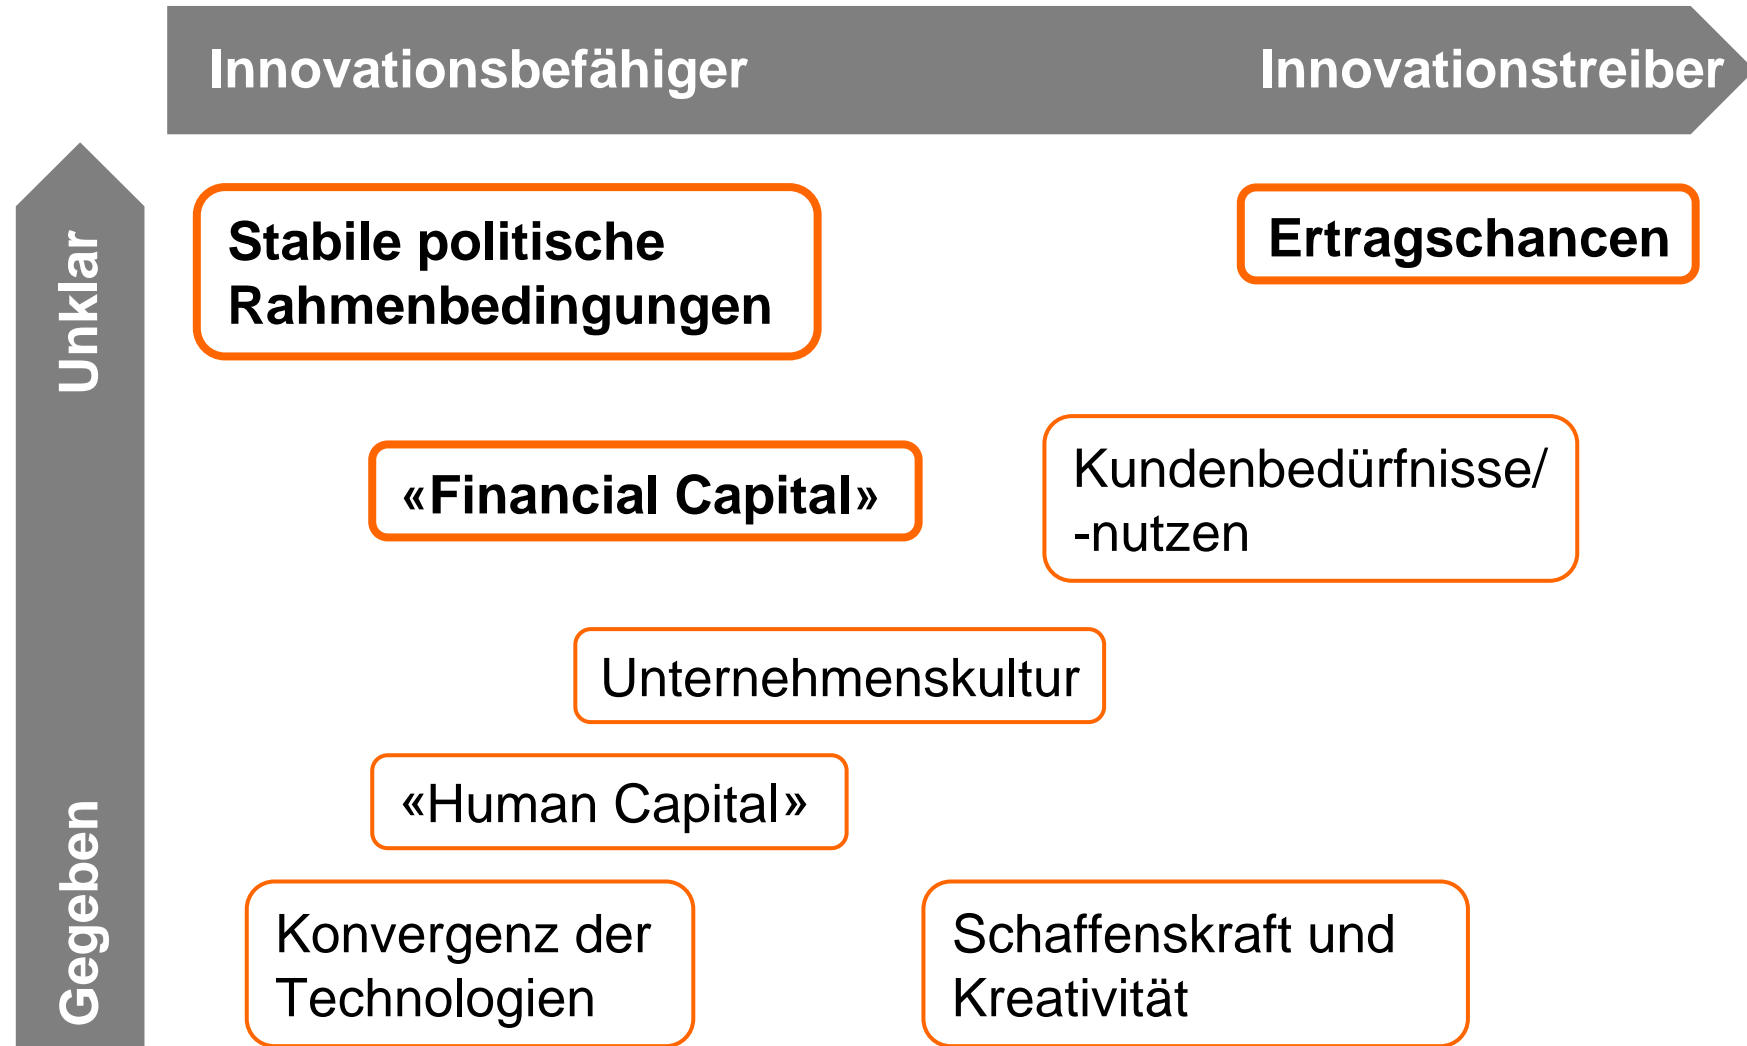 Innovationsbefähiger
Innovationstreiber
Unklar
Gegeben
Stabile politische
Rahmenbedingungen
Ertragschancen
«Financial Capital»
Kundenbedürfnisse/
-nutzen
Unternehmenskultur
«Human Capital»
Konvergenz der
Technologien
Schaffenskraft und
Kreativität